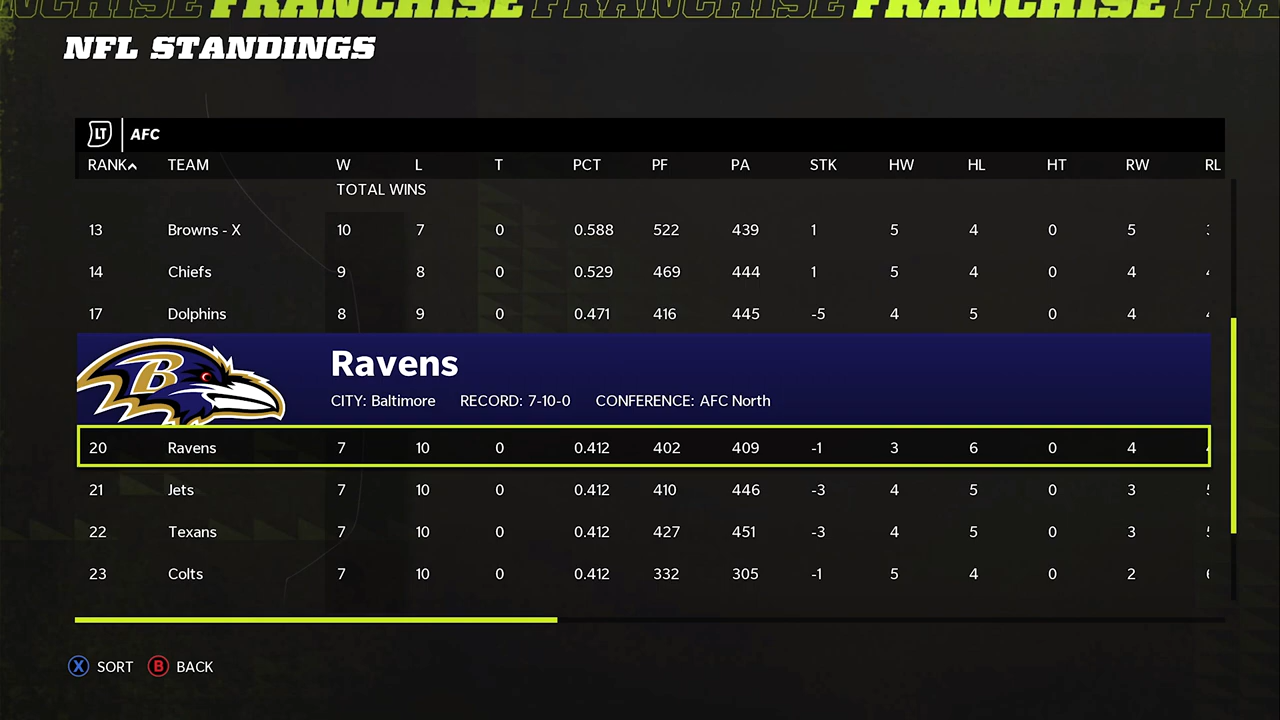 FRANCHISE FRANCHISE FRANCHISE
NFL STANDINGS
LT AFC
RANK TEAM W L T PCT PF PA STK HW HL HT RW RL
TOTAL WINS
13 Browns - X 10 7 0 0.588 522 439 1 5 4 0 5
14 Chiefs 9 8 0 0.529 469 444 1 5 4 0 4
17 Dolphins 8 9 0 0.471 416 445 -5 4 5 0 4
B
Ravens
CITY: Baltimore RECORD: 7-10-0 CONFERENCE: AFC North
20 Ravens 7 10 0 0.412 402 409 -1 3 6 0 4
21 Jets 7 10 0 0.412 410 446 -3 4 5 0 3
22 Texans 7 10 0 0.412 427 451 -3 4 5 0 3
23 Colts 7 10 0 0.412 332 305 -1 5 4 0 2
X SORT B BACK